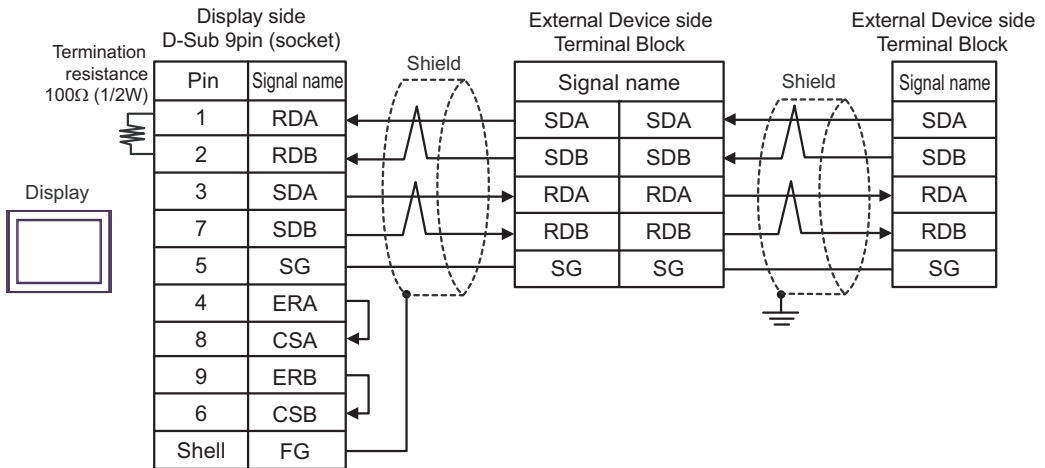 Display side
D-Sub 9pin (socket)
External Device side
Terminal Block
External Device side
Terminal Block
Termination
resistance
100Ω (1/2W)
Shield
Shield
Display
Pin Signal name
1 RDA
2 RDB
3 SDA
7 SDB
5 SG
4 ERA
8 CSA
9 ERB
6 CSB
Shell FG
Signal name
SDA SDA
SDB SDB
RDA RDA
RDB RDB
SG SG
Signal name
SDA
SDB
RDA
RDB
SG